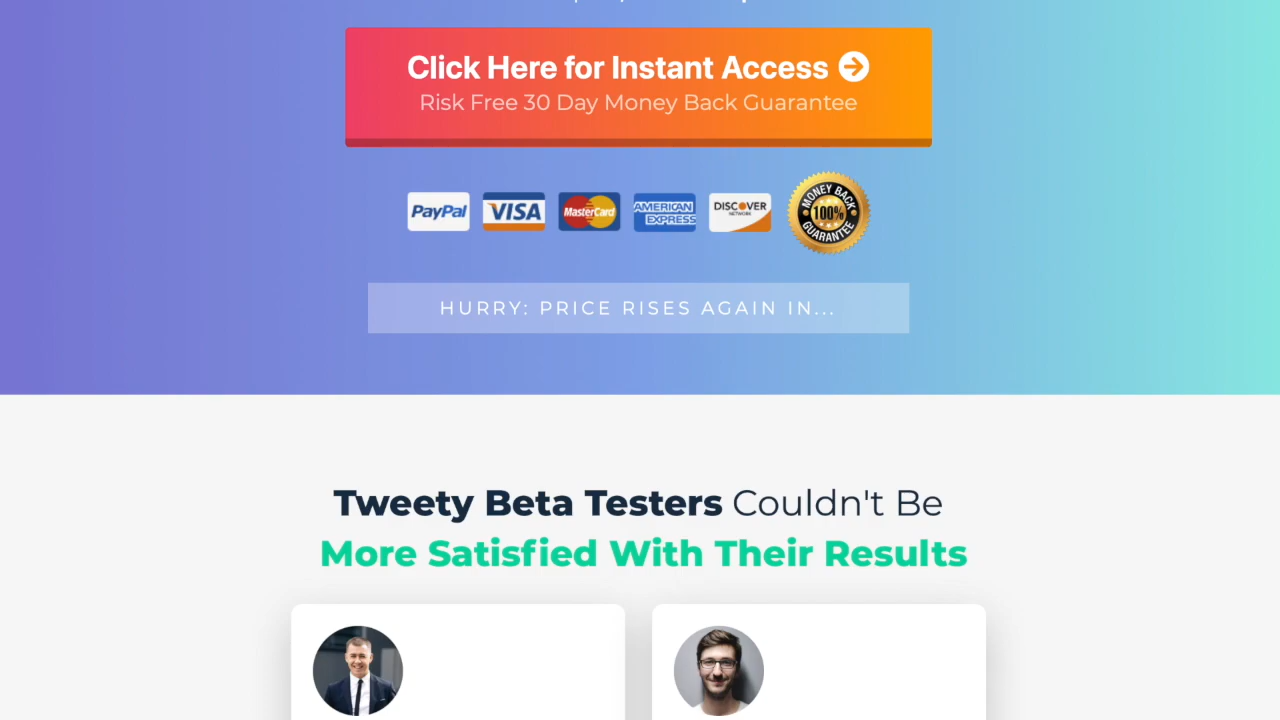 Click Here for Instant Access
Risk Free 30 Day Money Back Guarantee
PayPal VISA MasterCard AMERICAN EXPRESS DISCOVER NETWORK MONEY BACK 100% GUARANTEE
HURRY: PRICE RISES AGAIN IN...
Tweety Beta Testers Couldn't Be
More Satisfied With Their Results